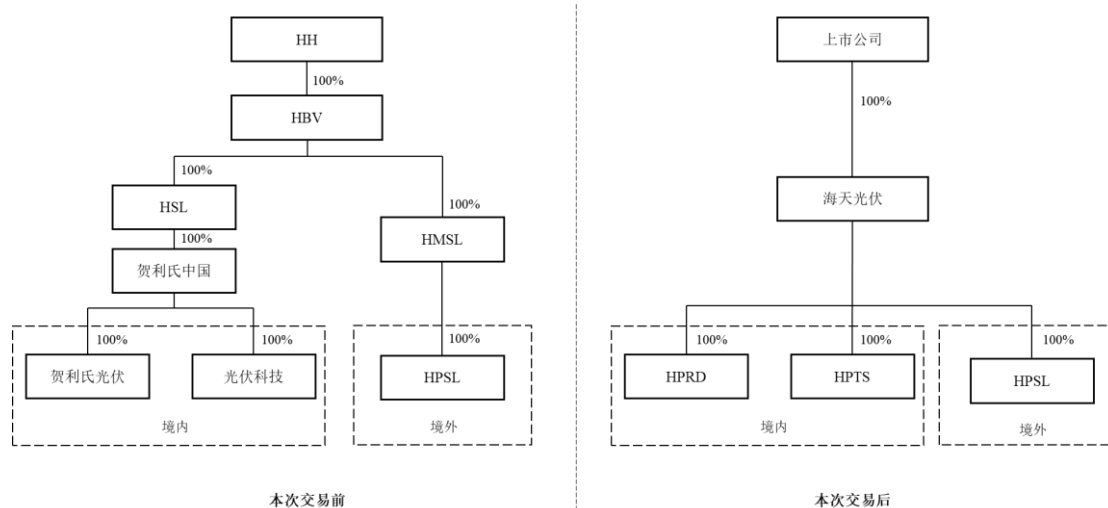 HH
100%
HBV
100%
HSL
100%
贺利氏中国
100%
HMSL
100%
贺利氏光伏
100%
光伏科技
境内
100%
HPSL
境外
本次交易前
上市公司
100%
海天光伏
100%
HPRD
100%
HPTS
境内
100%
HPSL
境外
本次交易后